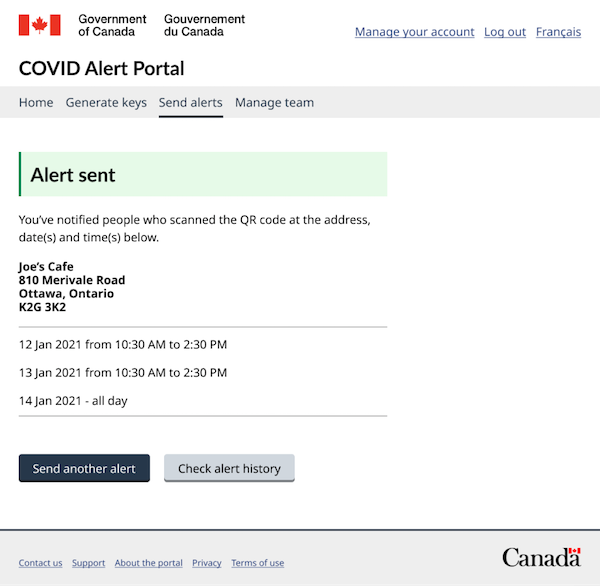 Government Gouvernement
of Canada du Canada
Manage your account Log out Français
COVID Alert Portal
Home Generate keys Send alerts Manage team
Alert sent
You’ve notified people who scanned the QR code at the address,
date(s) and time(s) below.
Joe’s Cafe
810 Merivale Road
Ottawa, Ontario
K2G 3K2
12 Jan 2021 from 10:30 AM to 2:30 PM
13 Jan 2021 from 10:30 AM to 2:30 PM
14 Jan 2021 - all day
Send another alert Check alert history
Contact us Support About the portal Privacy Terms of use
Canada